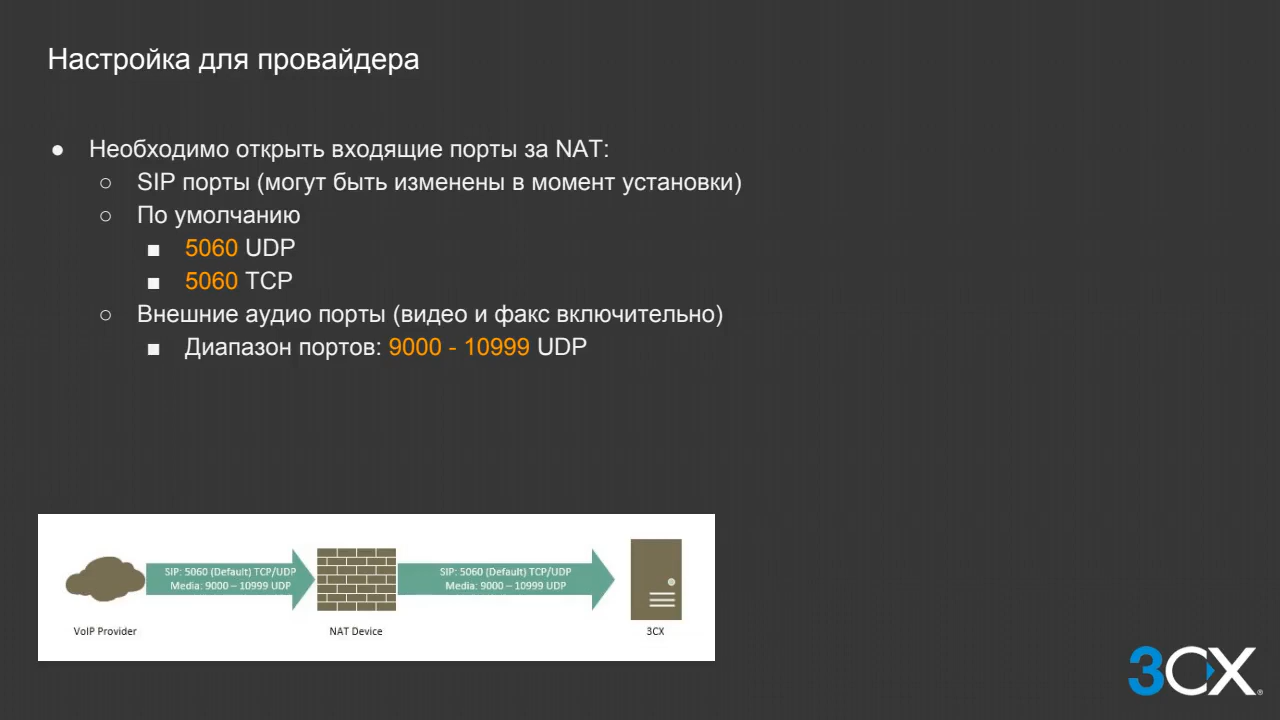 Настройка для провайдера
● Необходимо открыть входящие порты за NAT:
○ SIP порты (могут быть изменены в момент установки)
○ По умолчанию
■ 5060 UDP
■ 5060 TCP
○ Внешние аудио порты (видео и факс включительно)
■ Диапазон портов: 9000 - 10999 UDP
SIP: 5060 (Default) TCP/UDP
Media: 9000 – 10999 UDP
SIP: 5060 (Default) TCP/UDP
Media: 9000 – 10999 UDP
VoIP Provider
NAT Device
3CX
3CX®